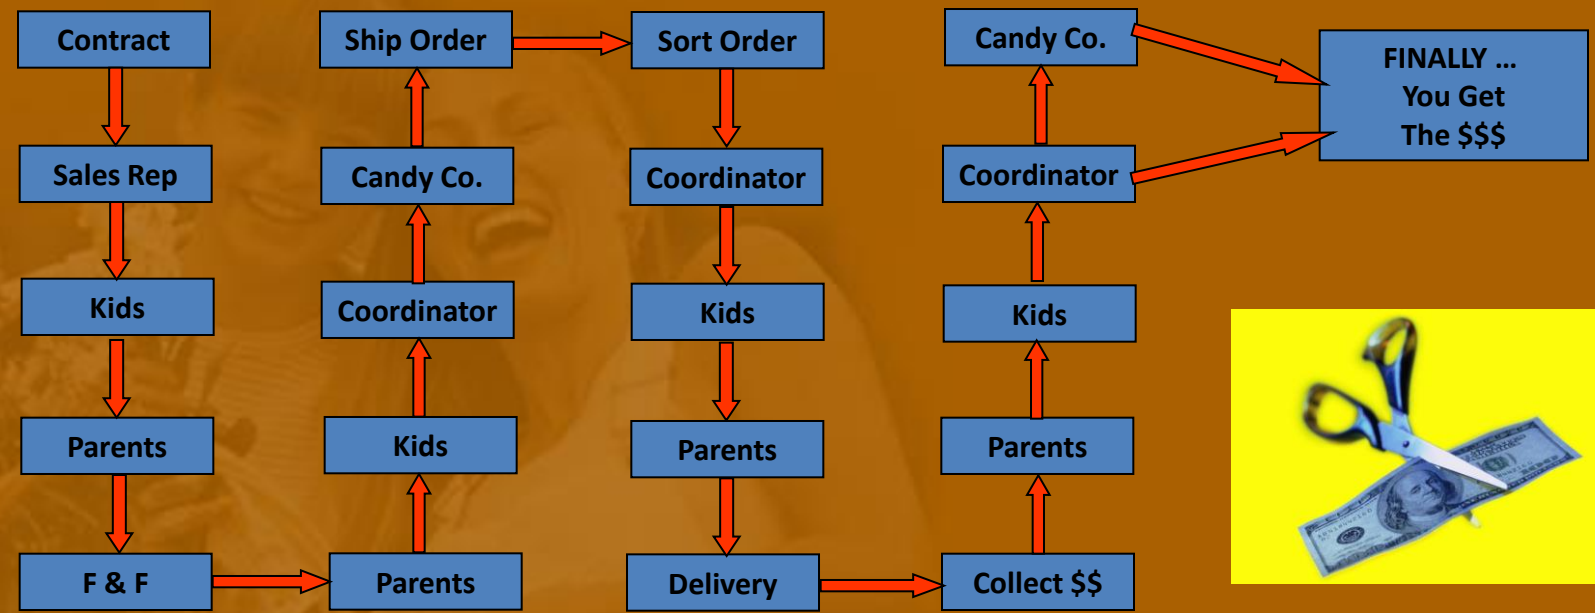 Contract
Sales Rep
Kids
Parents
F & F
Parents
Kids
Coordinator
Candy Co.
Ship Order
Sort Order
Coordinator
Kids
Parents
Delivery
Collect $$
Parents
Kids
Coordinator
Candy Co.
FINALLY ...
You Get
The $$$